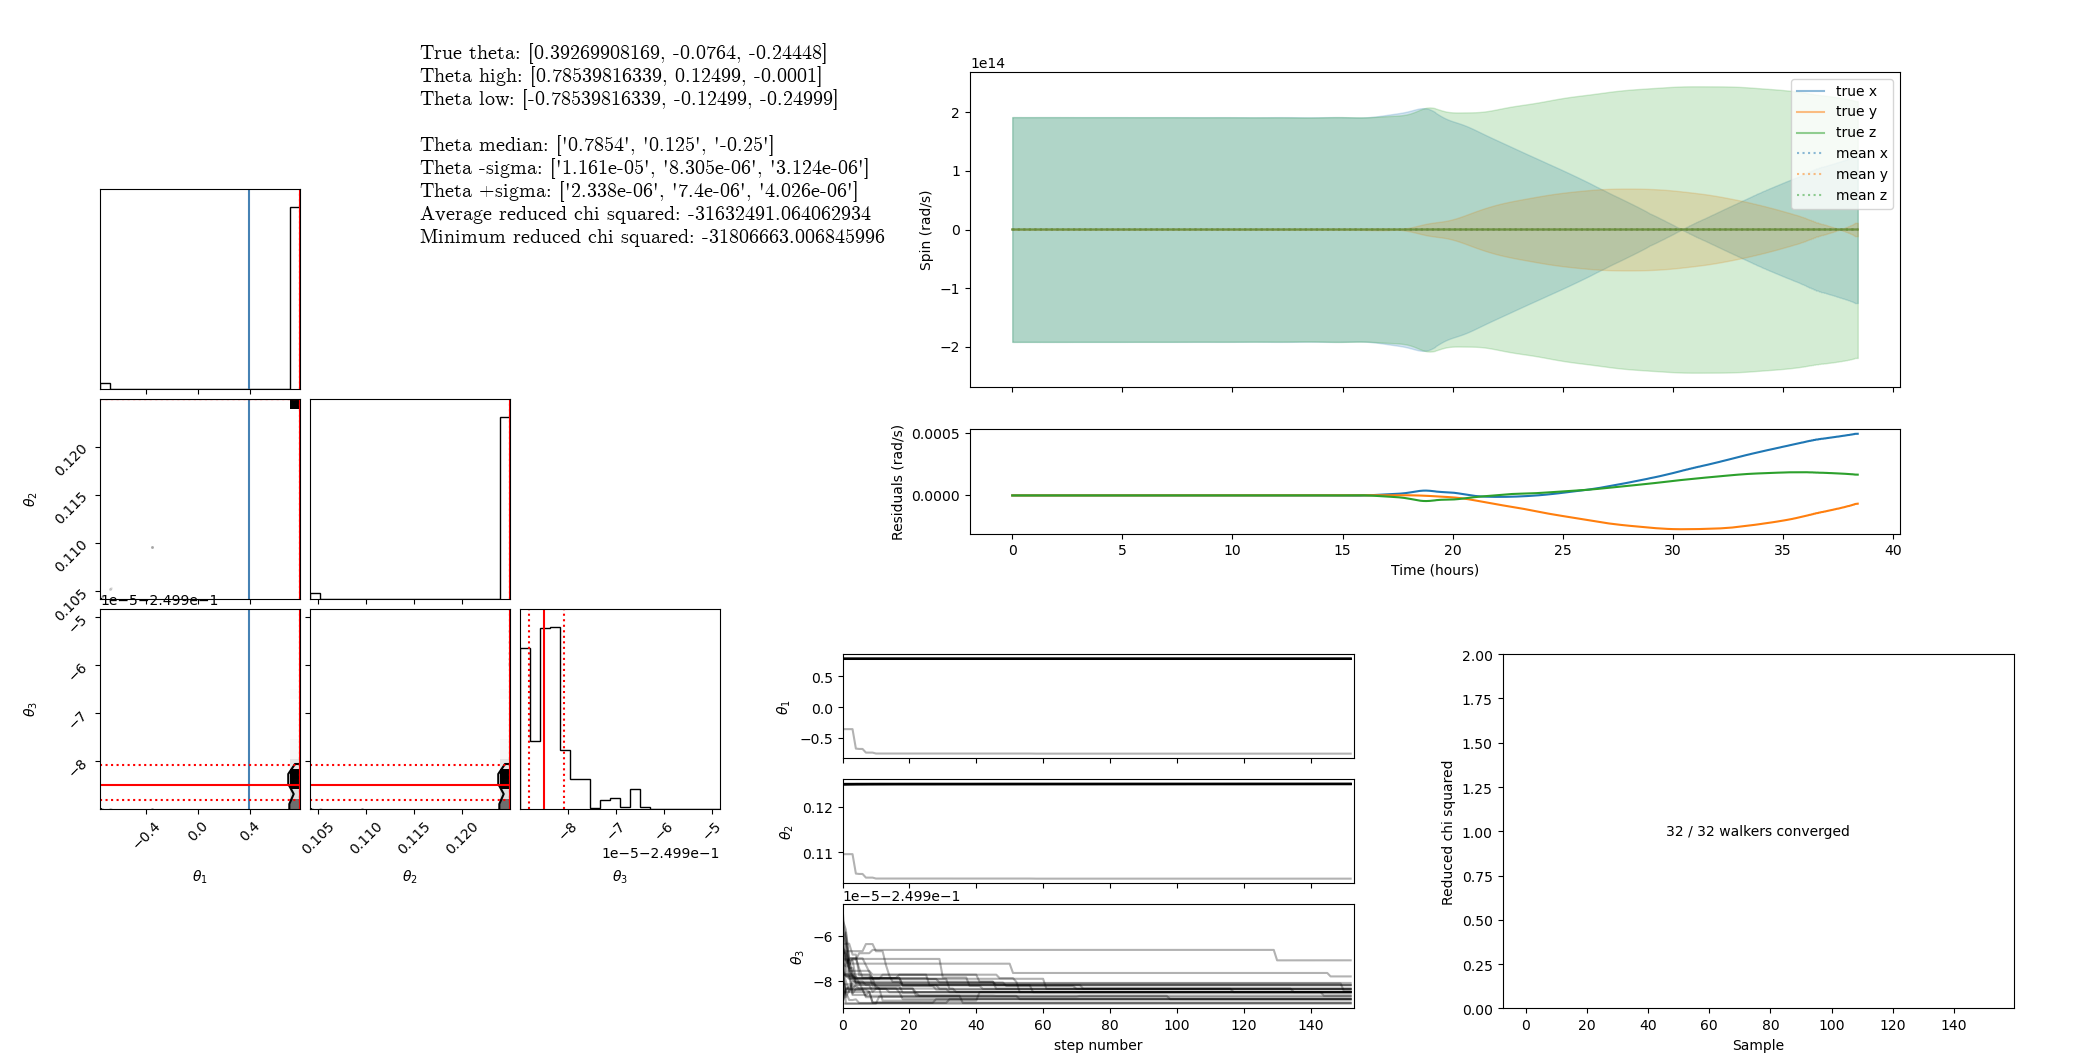 True theta: [0.39269908169, -0.0764, -0.24448]
Theta high: [0.78539816339, 0.12499, -0.0001]
Theta low: [-0.78539816339, -0.12499, -0.24999]
Theta median: ['0.7854', '0.125', '-0.25']
Theta -sigma: ['1.161e-05', '8.305e-06', '3.124e-06']
Theta +sigma: ['2.338e-06', '7.4e-06', '4.026e-06']
Average reduced chi squared: -31632491.064062934
Minimum reduced chi squared: -31806663.006845996
1e14
2
1
0
−1
−2
Spin (rad/s)
true x
true y
true z
mean x
mean y
mean z
0.0005
0.0000
Residuals (rad/s)
0 5 10 15 20 25 30 35 40
Time (hours)
0.120
0.115
0.110
0.105
θ2
1e−5−2.499e−1
−5
−6
−7
−8
θ3
−0.4 0.0 0.4
θ1
0.105 0.110 0.115 0.120
θ2
−8 −7 −6 −5
1e−5−2.499e−1
θ3
0.5
0.0
−0.5
θ1
0.12
0.11
θ2
1e−5−2.499e−1
−6
−8
θ3
0 20 40 60 80 100 120 140
step number
2.00
1.75
1.50
1.25
1.00
0.75
0.50
0.25
0.00
Reduced chi squared
32 / 32 walkers converged
0 20 40 60 80 100 120 140
Sample